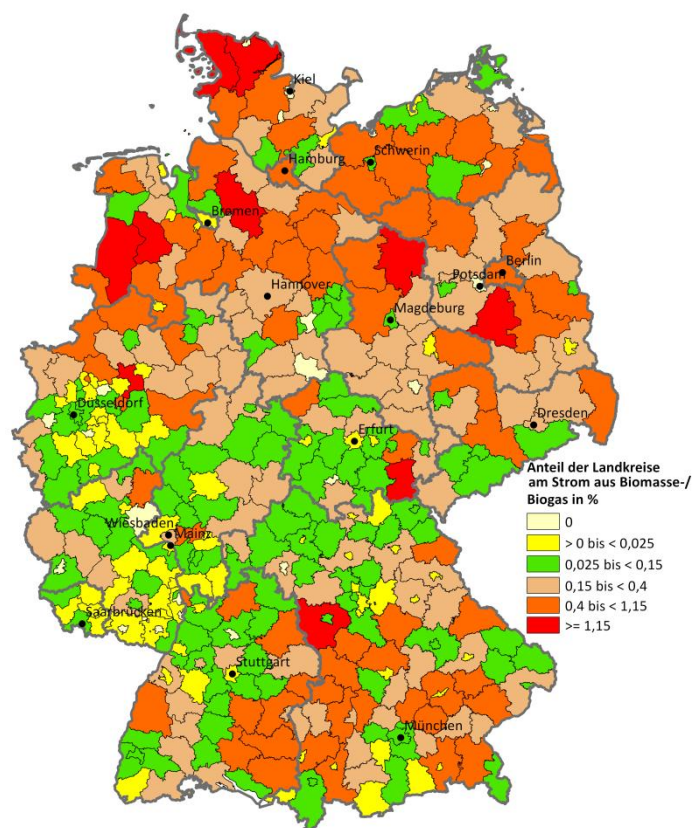 Kiel
Schwerin
Hamburg
Bremen
Berlin
Potsdam
Hannover
Magdeburg
Düsseldorf
Erfurt
Dresden
Wiesbaden
Mainz
Saarbrücken
Stuttgart
München
Anteil der Landkreise
am Strom aus Biomasse-/
Biogas in %
0
> 0 bis < 0,025
0,025 bis < 0,15
0,15 bis < 0,4
0,4 bis < 1,15
>= 1,15